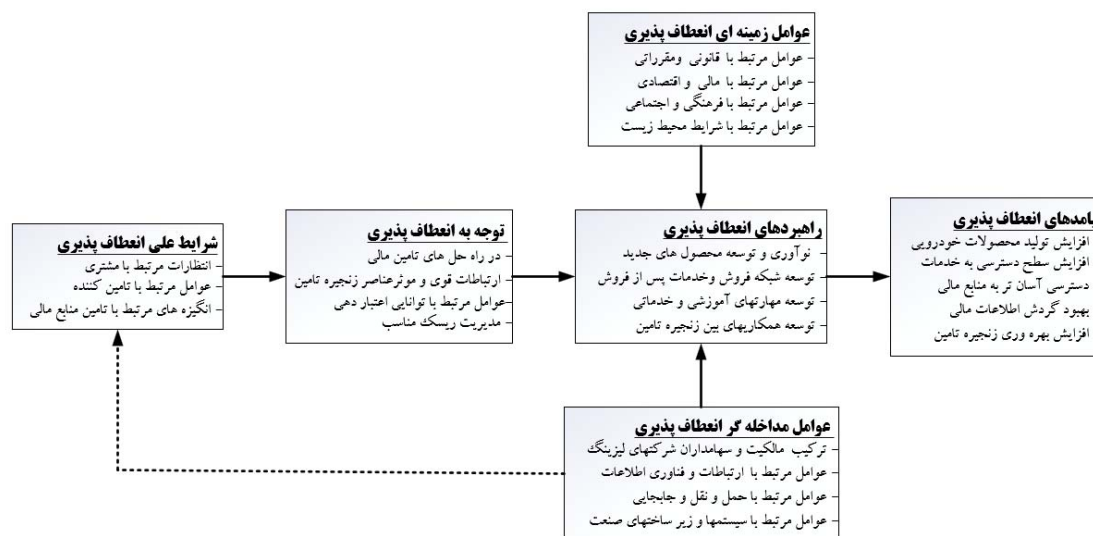 عوامل زمینه ای انعطاف پذیری
- عوامل مرتبط با قانونی ومقرراتی
- عوامل مرتبط با مالی و اقتصادی
- عوامل مرتبط با فرهنگی و اجتماعی
- عوامل مرتبط با شرایط محیط زیست
شرایط علی انعطاف پذیری
- انتظارات مرتبط با مشتری
- عوامل مرتبط با تامین کننده
- انگیزه های مرتبط با تامین منابع مالی
توجه به انعطاف پذیری
- در راه حل های تامین مالی
- ارتباطات قوی و موثرعناصر زنجیره تامین
- عوامل مرتبط با توانایی اعتبار دهی
- مدیریت ریسک مناسب
راهبردهای انعطاف پذیری
- نوآوری و توسعه محصول های جدید
- توسعه شبکه فروش وخدمات پس از فروش
- توسعه مهارتهای آموزشی و خدماتی
- توسعه همکاریهای بین زنجیره تامین
امدهای انعطاف پذیری
افزایش تولید محصولات خودرویی
افزایش سطح دسترسی به خدمات
دسترسی آسان تر به منابع مالی
بهبود گردش اطلاعات مالی
افزایش بهره وری زنجیره تامین
عوامل مداخله گر انعطاف پذیری
- ترکیب مالکیت و سهامداران شرکتهای لیزینگ
- عوامل مرتبط با ارتباطات و فناوری اطلاعات
- عوامل مرتبط با حمل و نقل و جابجایی
- عوامل مرتبط با سیستمها و زیر ساختهای صنعت